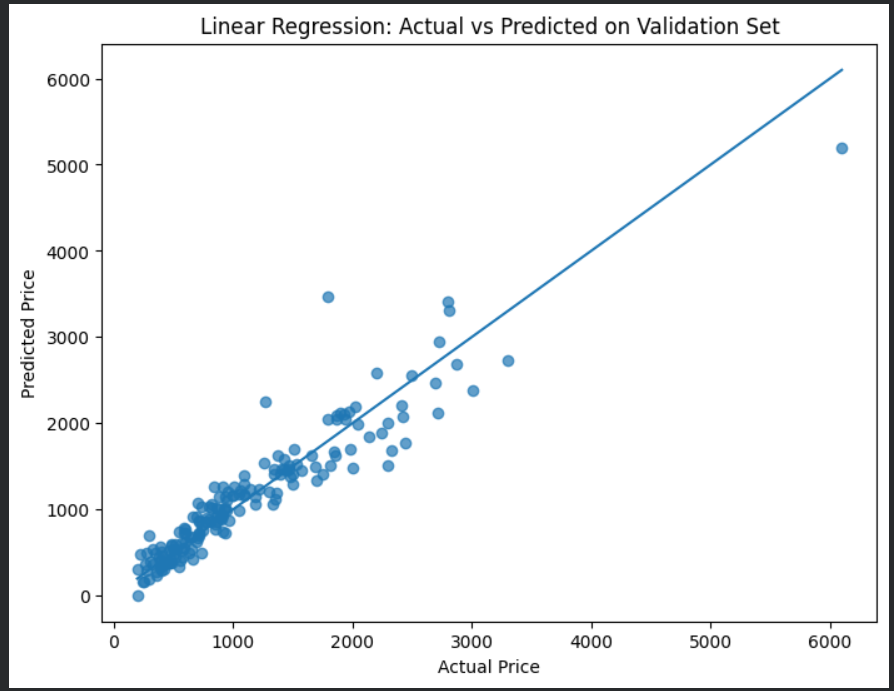 Linear Regression: Actual vs Predicted on Validation Set
6000
5000
4000
3000
2000
1000
0
Predicted Price
0 1000 2000 3000 4000 5000 6000
Actual Price